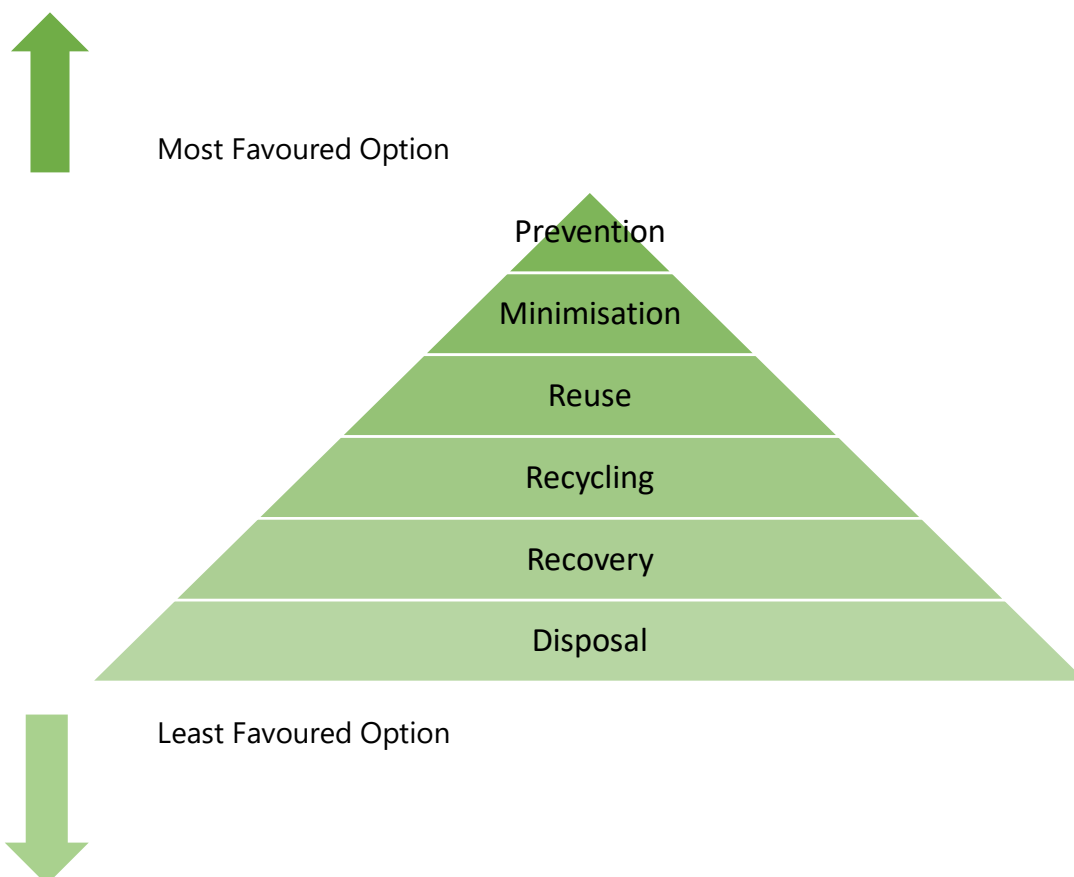 Most Favoured Option
Prevention
Minimisation
Reuse
Recycling
Recovery
Disposal
Least Favoured Option